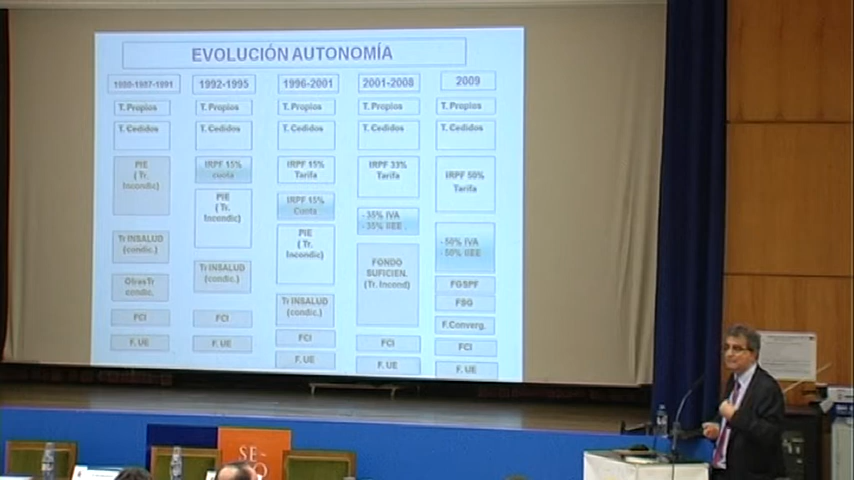 EVOLUCIÓN AUTONOMÍA
1992-1995
1996-2001
2001-2008
2009
T. Propios
T. Propios
T. Propios
T. Propios
T. Propios
T. Cedidos
T. Cedidos
T. Cedidos
T. Cedidos
T. Cedidos
PIE
( Tr.
Incondic)
IRPF 15%
cuota
IRPF 15%
Tarifa
IRPF 33%
Tarifa
IRPF 50%
Tarifa
PIE
( Tr.
Incondic)
IRPF 15%
Cuota
- 35% IVA
- 35% IIEE
- 50% IVA
- 50% IIEE
Tr INSALUD
(condic.)
PIE
( Tr.
Incondic)
FONDO
SUFICIEN.
(Tr. Incond)
Tr INSALUD
(condic.)
FGSPF
Otras Tr
condic.
Tr INSALUD
(condic.)
FSG
FCI
FCI
FCI
FCI
F.Converg.
FCI
F. UE
F. UE
F. UE
F. UE
F. UE
SE-